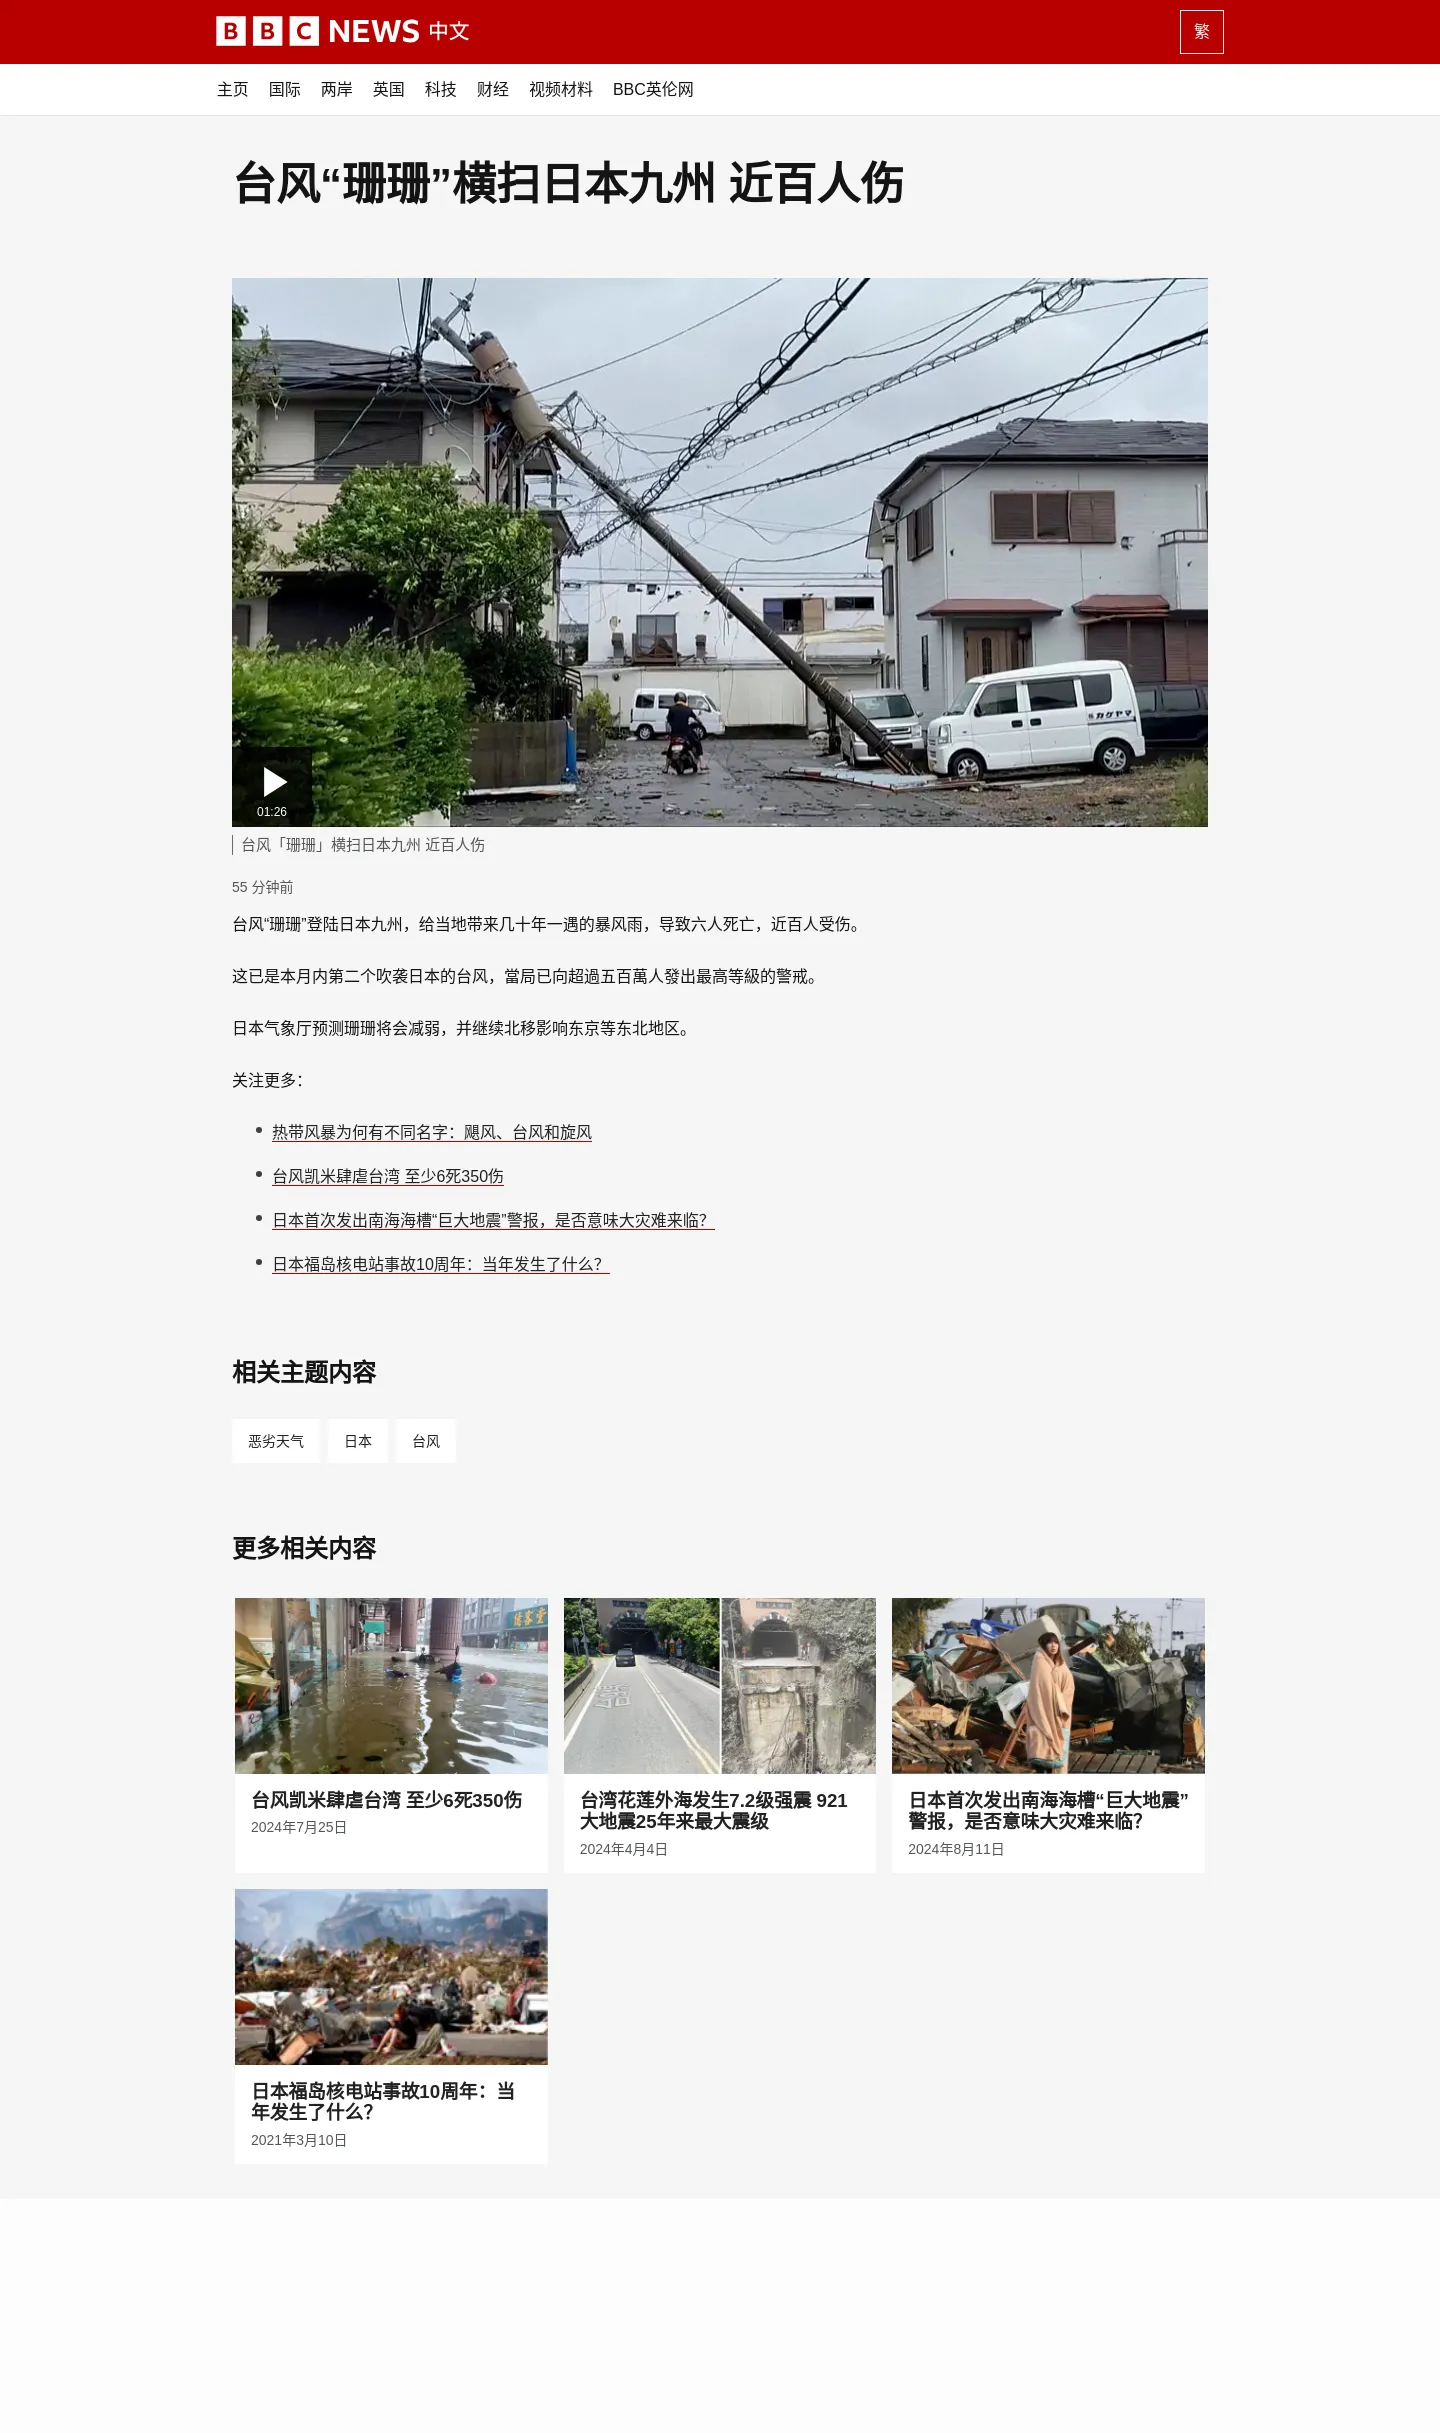 BBC NEWS 中文
繁
主页 国际 两岸 英国 科技 财经 视频材料 BBC英伦网
台风“珊珊”横扫日本九州 近百人伤
カゲヤマ
01:26
台风「珊珊」横扫日本九州 近百人伤
55 分钟前
台风“珊珊”登陆日本九州，给当地带来几十年一遇的暴风雨，导致六人死亡，近百人受伤。
这已是本月内第二个吹袭日本的台风，當局已向超過五百萬人發出最高等級的警戒。
日本气象厅预测珊珊将会减弱，并继续北移影响东京等东北地区。
关注更多：
热带风暴为何有不同名字：飓风、台风和旋风
台风凯米肆虐台湾 至少6死350伤
日本首次发出南海海槽“巨大地震”警报，是否意味大灾难来临？
日本福岛核电站事故10周年：当年发生了什么？
相关主题内容
恶劣天气 日本 台风
更多相关内容
台风凯米肆虐台湾 至少6死350伤
2024年7月25日
台湾花莲外海发生7.2级强震 921
大地震25年来最大震级
2024年4月4日
日本首次发出南海海槽“巨大地震”
警报，是否意味大灾难来临？
2024年8月11日
日本福岛核电站事故10周年：当
年发生了什么？
2021年3月10日